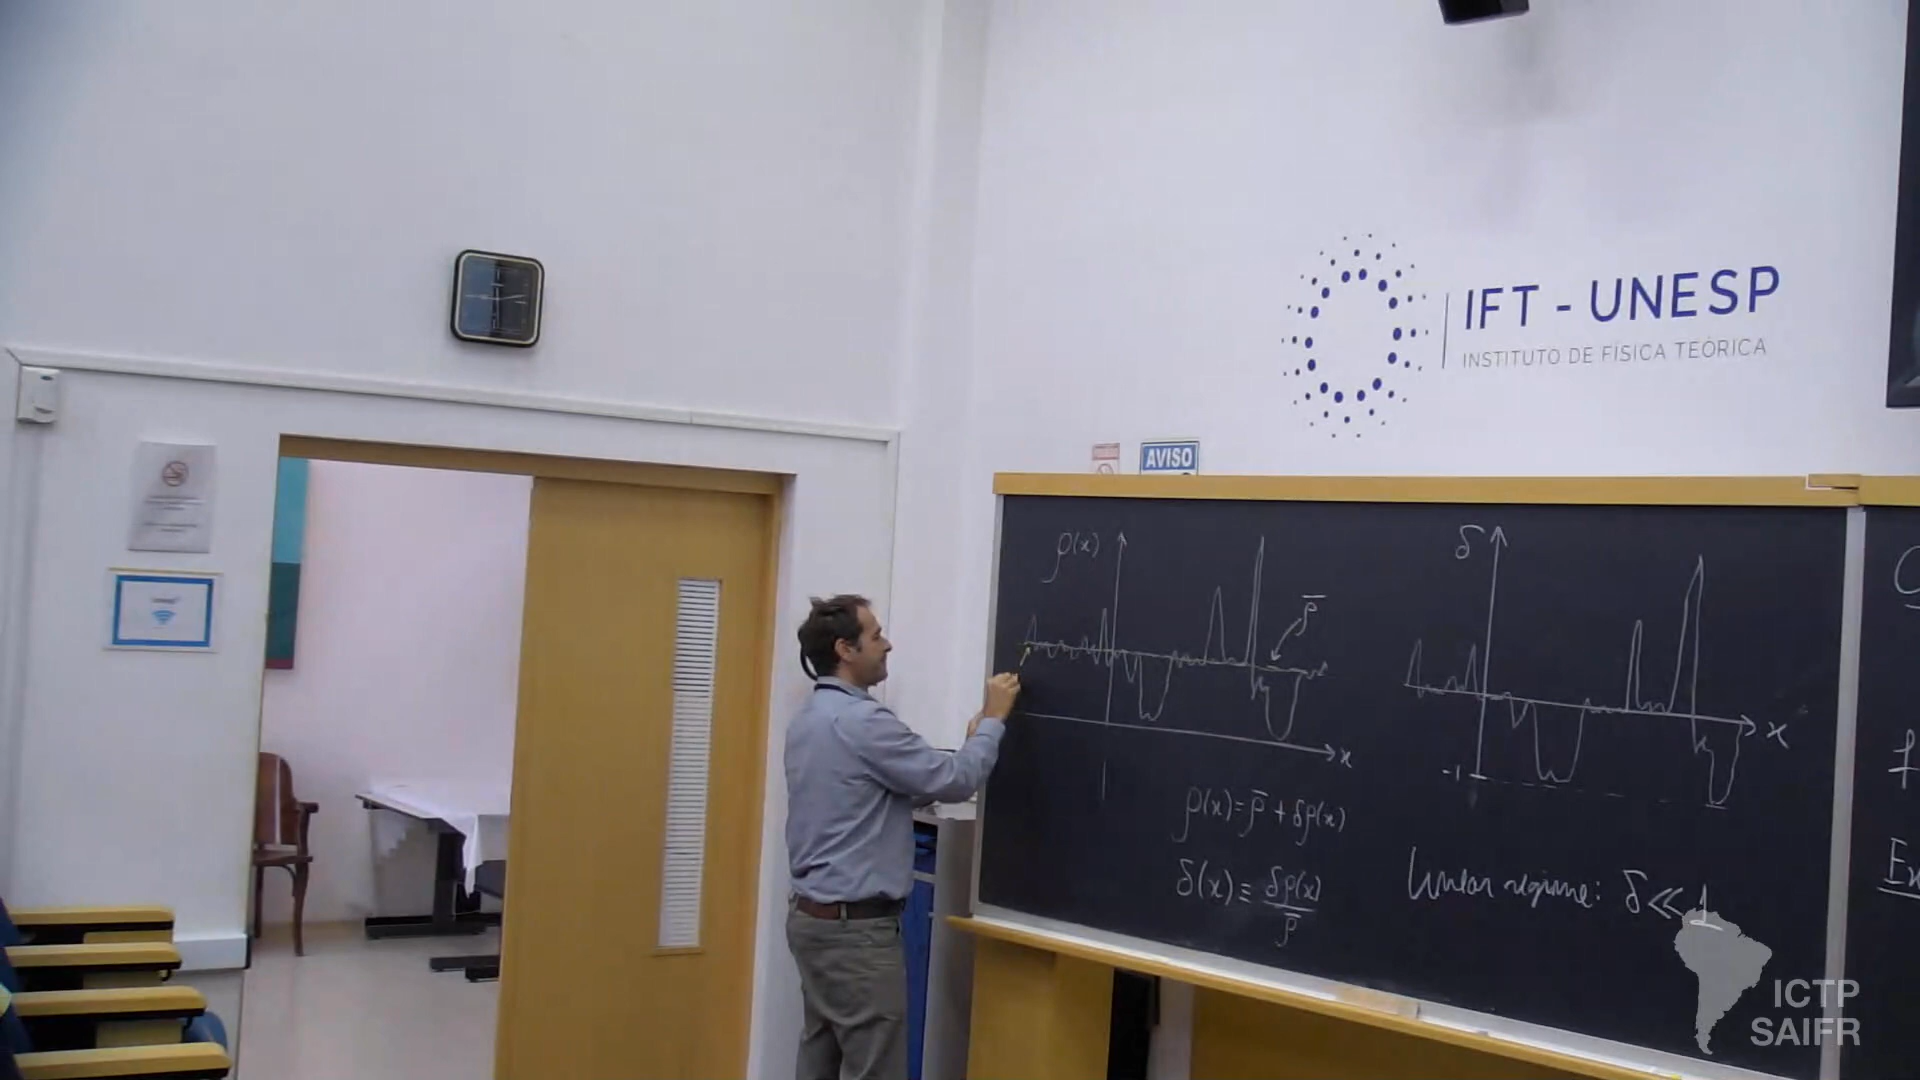 IFT - UNESP
INSTITUTO DE FÍSICA TEÓRICA
AVISO
ρ(x)
ρ̄
x
ρ(x) = ρ̄ + δρ(x)
δ(x) ≡ δρ(x)/ρ̄
δ
x
-1
linear regime: δ ≪ 1
ICTP
SAIFR